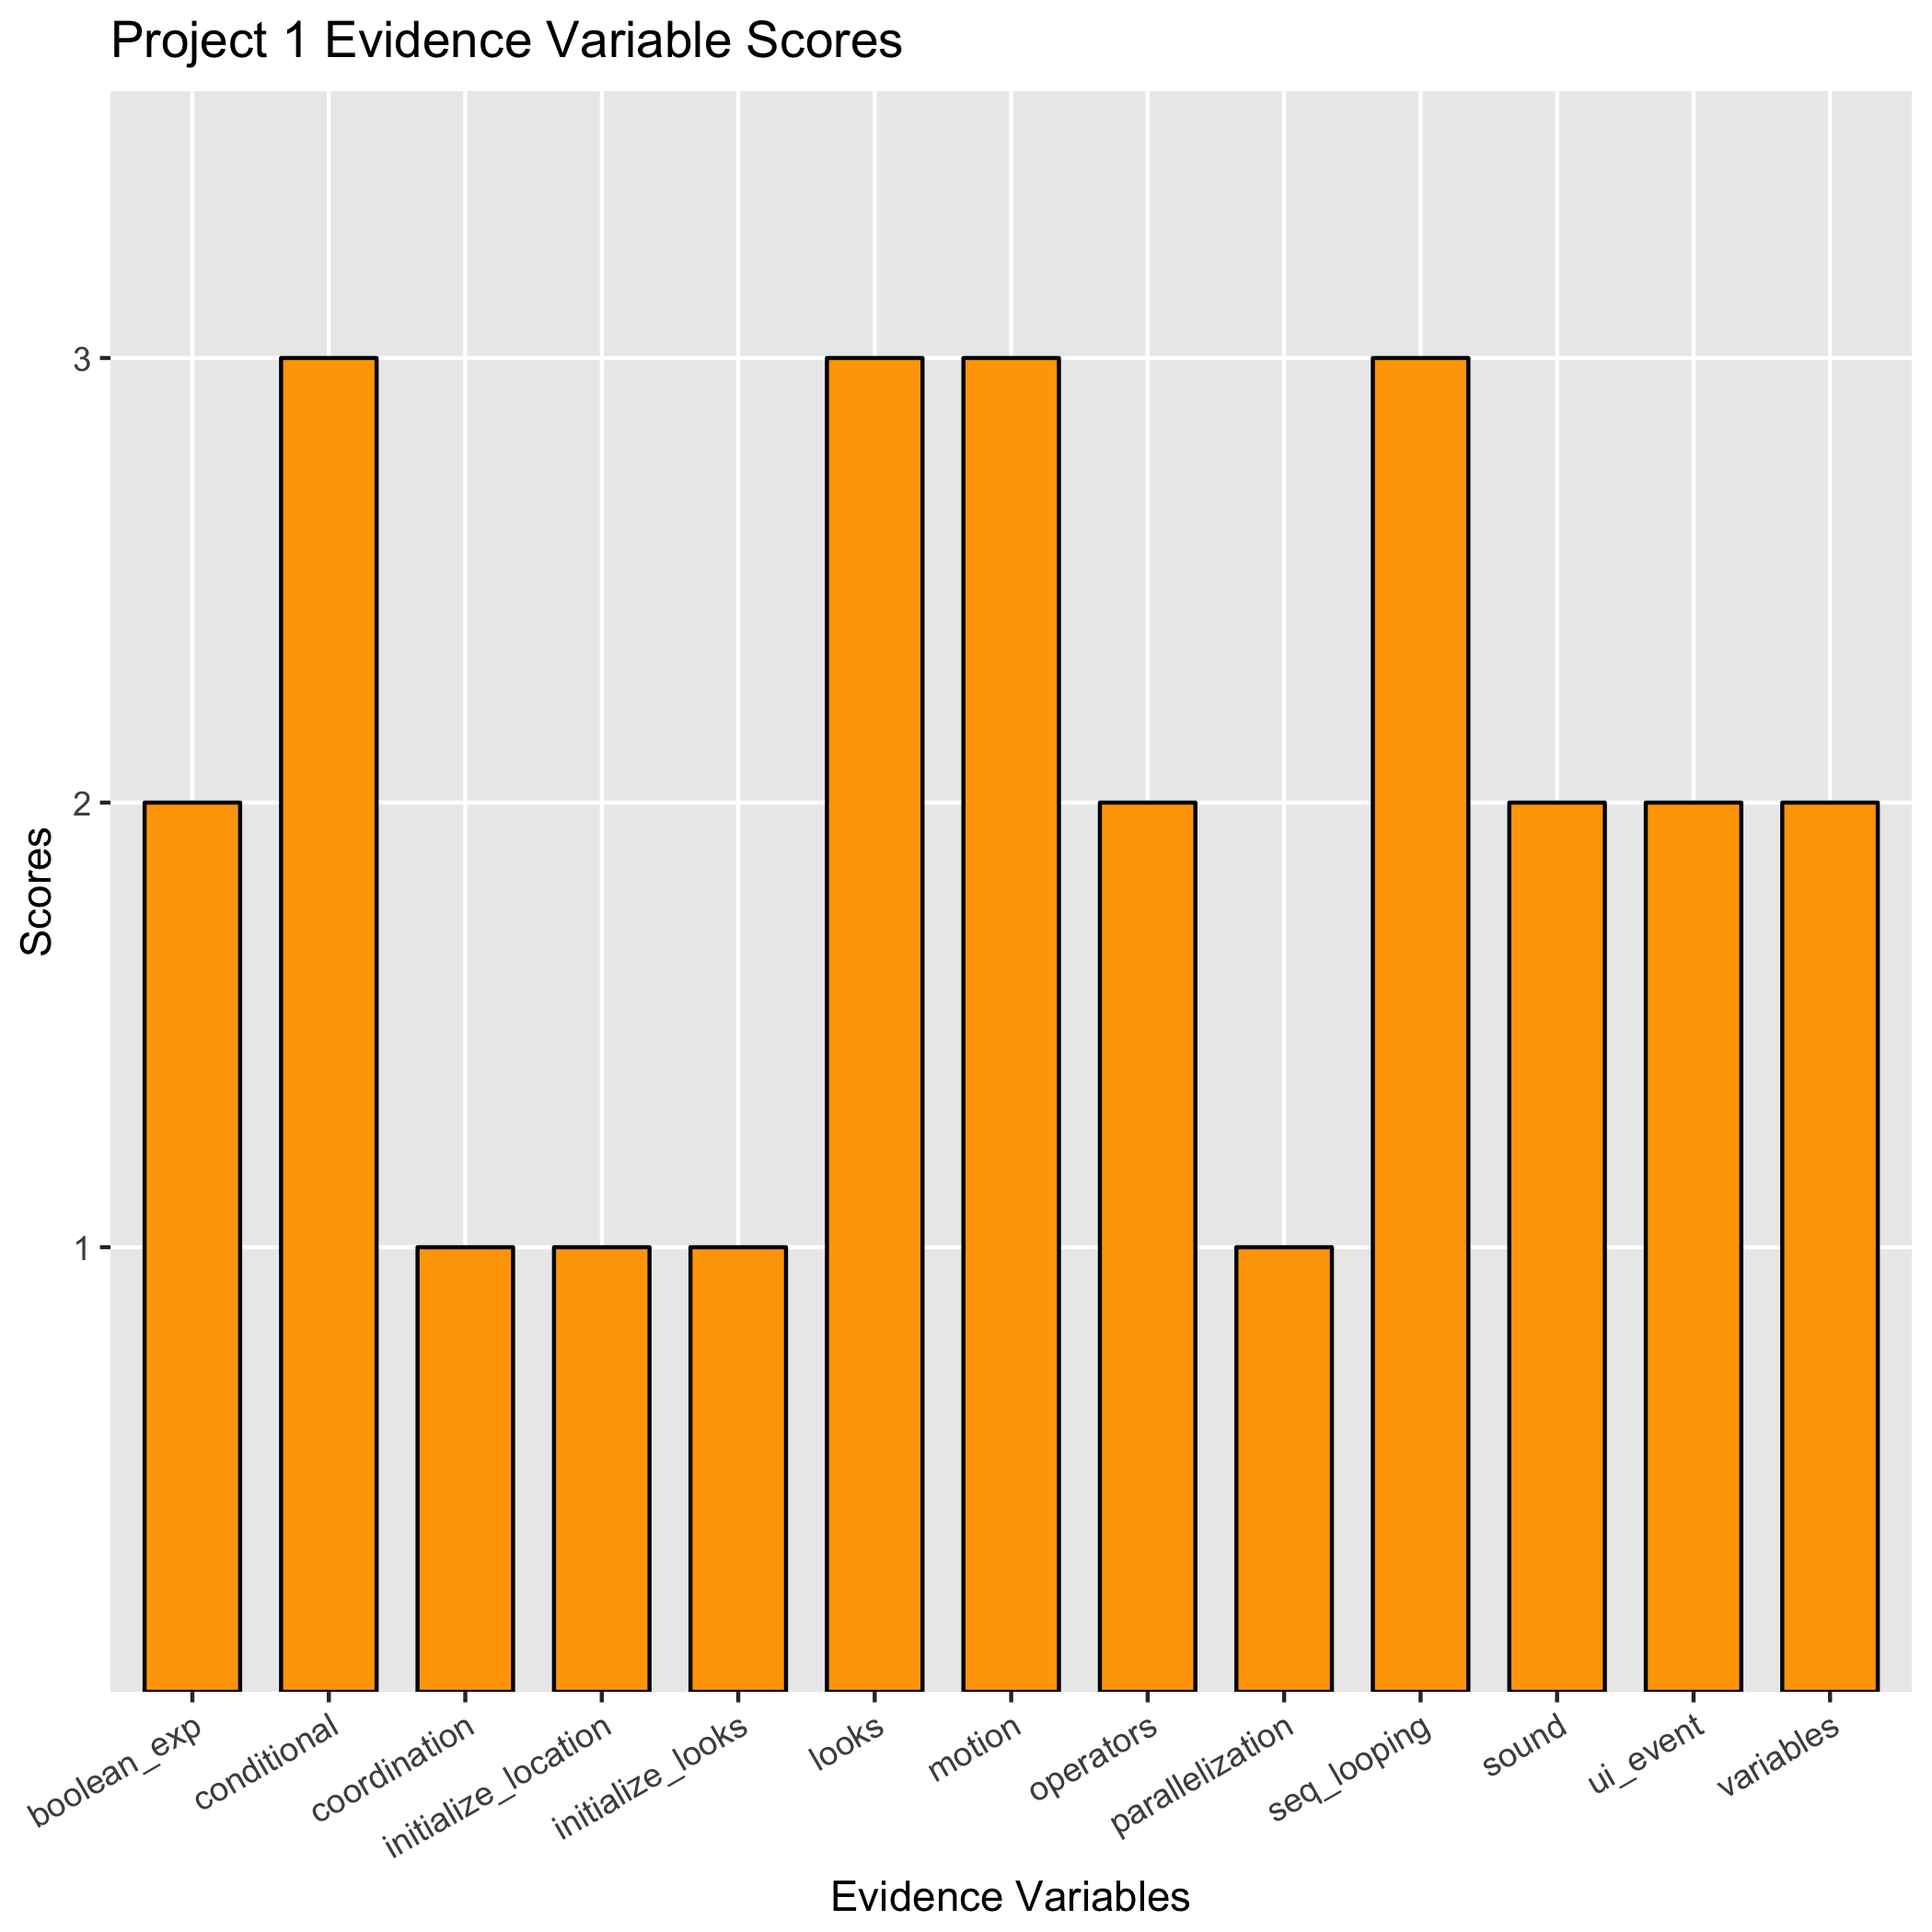 Project 1 Evidence Variable Scores
Scores
3
2
1
boolean_exp
conditional
coordination
initialize_location
initialize_looks
looks
motion
operators
parallelization
seq_looping
sound
ui_event
variables
Evidence Variables